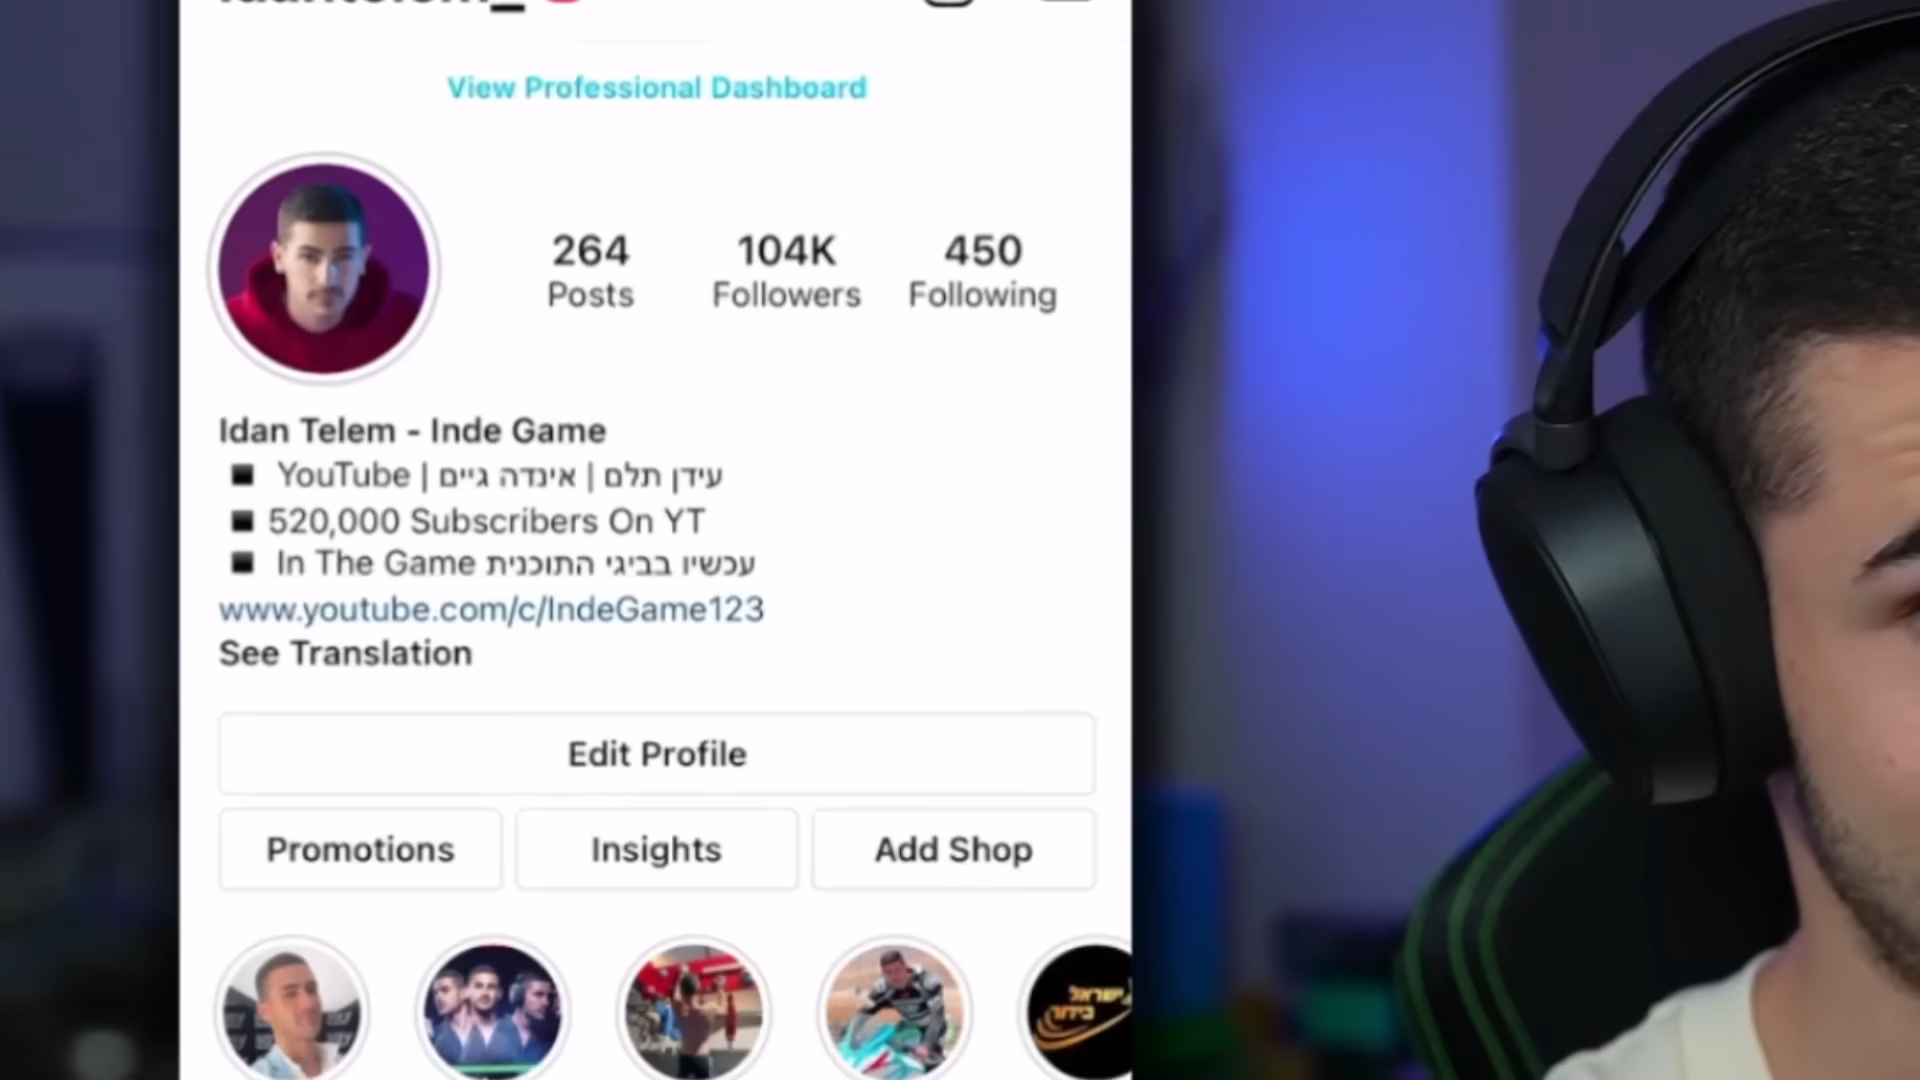 View Professional Dashboard
264 104K 450
Posts Followers Following
Idan Telem - Inde Game
▪ YouTube | עידן תלם | אינדה גיים
▪ 520,000 Subscribers On YT
▪ In The Game עכשיו בביגי התוכנית
www.youtube.com/c/IndeGame123
See Translation
Edit Profile
Promotions Insights Add Shop
ישראל
בידור